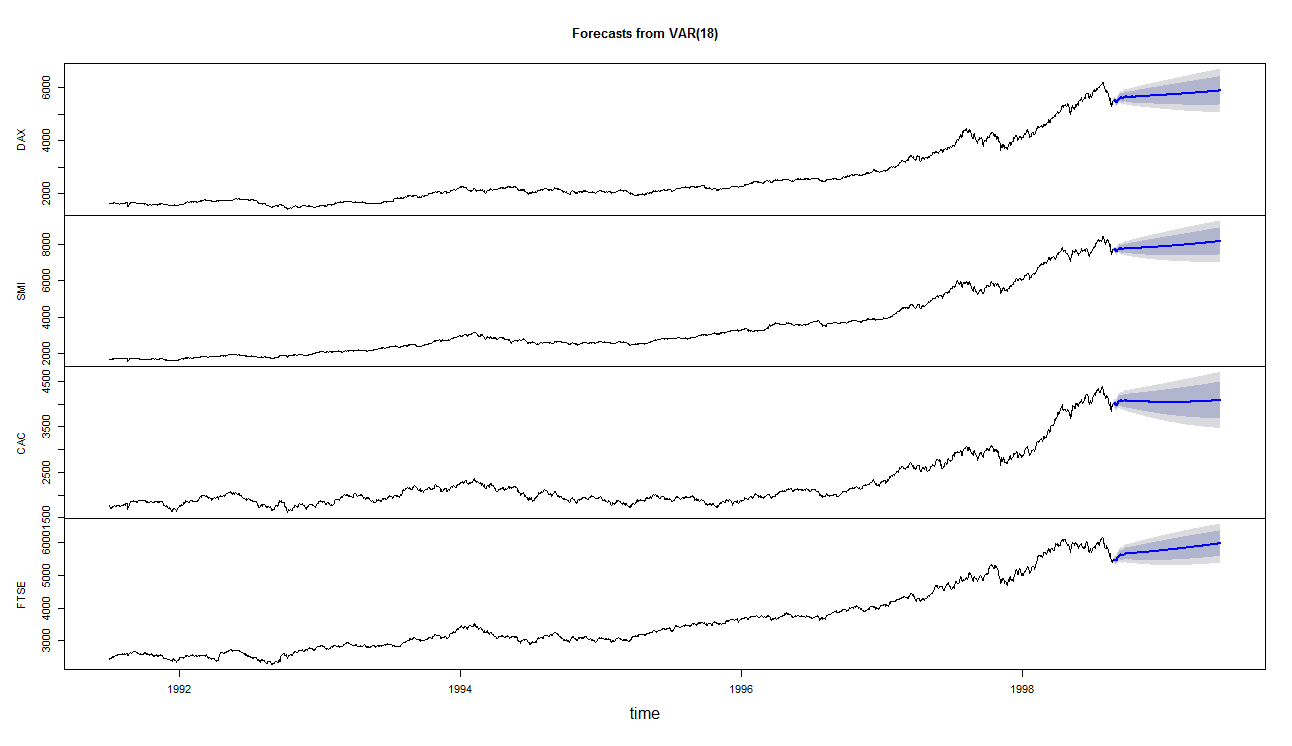 Forecasts from VAR(18)
DAX
2000 4000 6000
SMI
2000 4000 6000 8000
CAC
1500 2500 3500 4500
FTSE
3000 4000 5000 6000
1992 1994 1996 1998
time